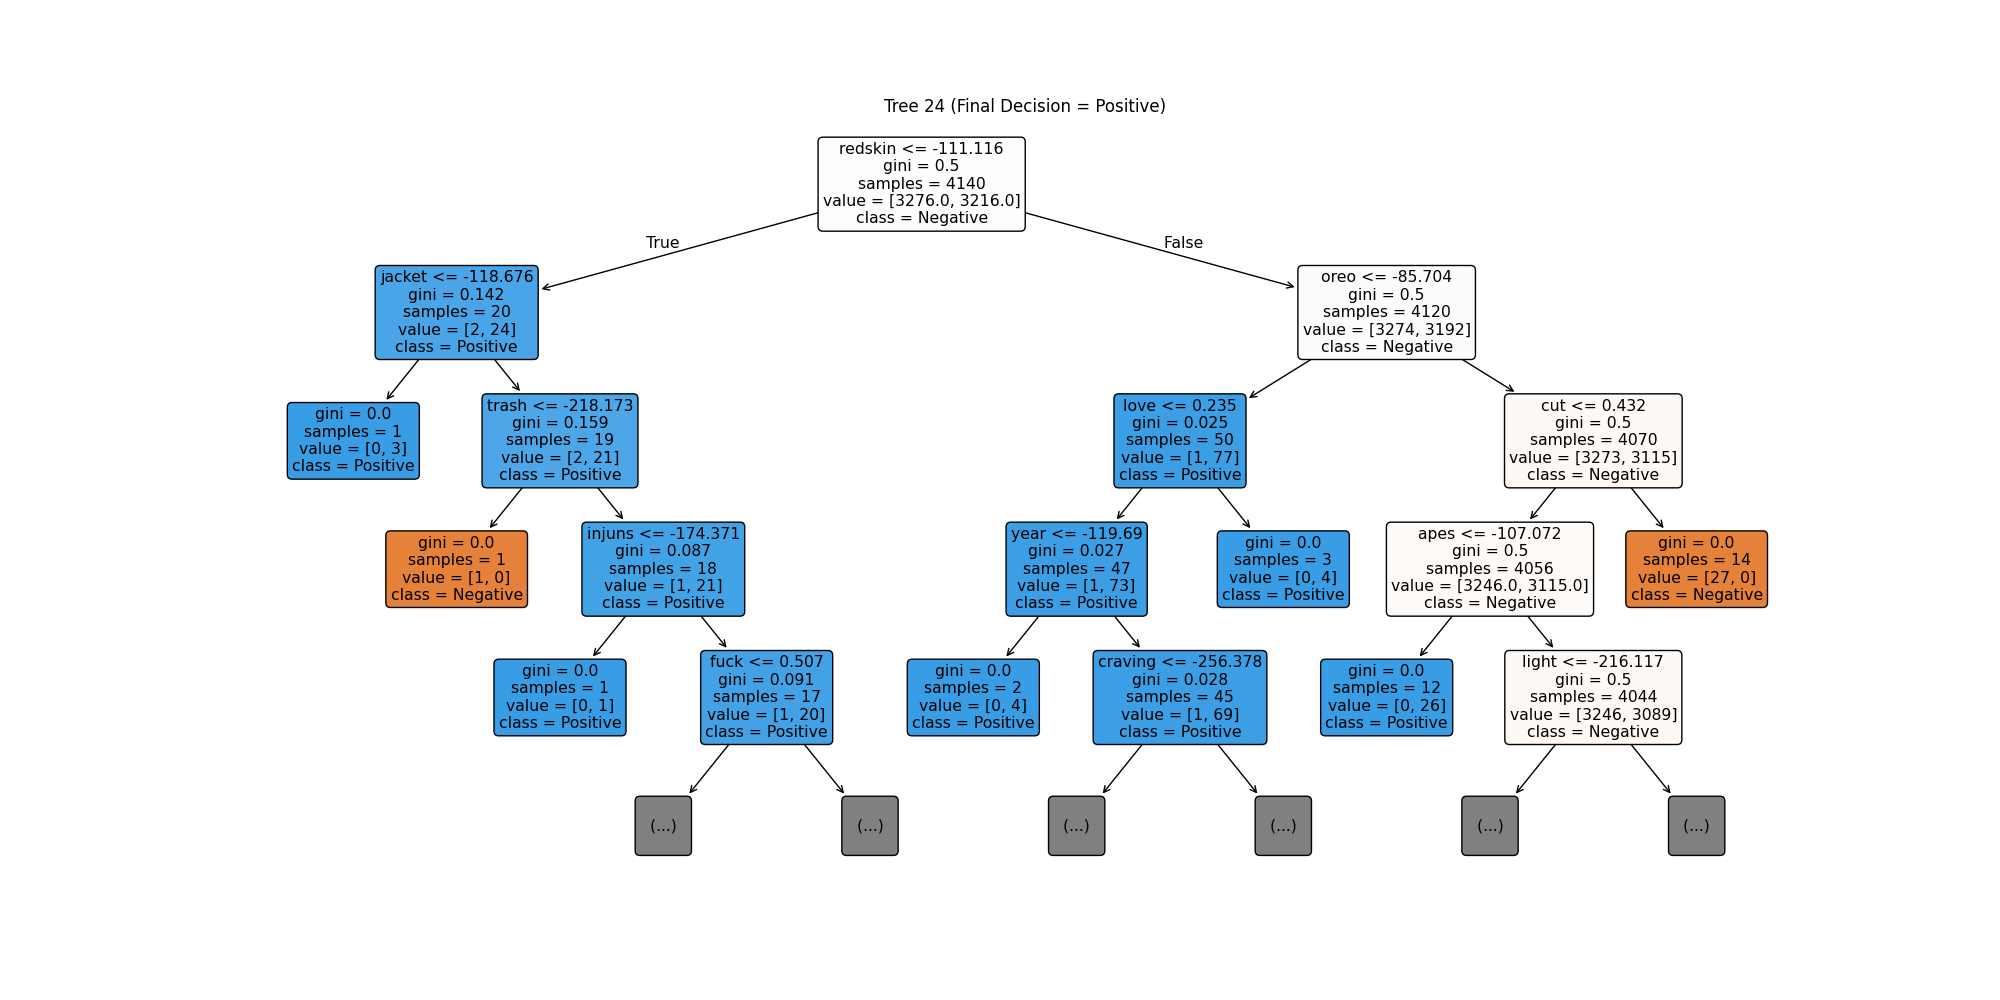 Tree 24 (Final Decision = Positive)
redskin <= -111.116
gini = 0.5
samples = 4140
value = [3276.0, 3216.0]
class = Negative
True
False
jacket <= -118.676
gini = 0.142
samples = 20
value = [2, 24]
class = Positive
oreo <= -85.704
gini = 0.5
samples = 4120
value = [3274, 3192]
class = Negative
gini = 0.0
samples = 1
value = [0, 3]
class = Positive
trash <= -218.173
gini = 0.159
samples = 19
value = [2, 21]
class = Positive
love <= 0.235
gini = 0.025
samples = 50
value = [1, 77]
class = Positive
cut <= 0.432
gini = 0.5
samples = 4070
value = [3273, 3115]
class = Negative
gini = 0.0
samples = 1
value = [1, 0]
class = Negative
injuns <= -174.371
gini = 0.087
samples = 18
value = [1, 21]
class = Positive
year <= -119.69
gini = 0.027
samples = 47
value = [1, 73]
class = Positive
gini = 0.0
samples = 3
value = [0, 4]
class = Positive
apes <= -107.072
gini = 0.5
samples = 4056
value = [3246.0, 3115.0]
class = Negative
gini = 0.0
samples = 14
value = [27, 0]
class = Negative
gini = 0.0
samples = 1
value = [0, 1]
class = Positive
fuck <= 0.507
gini = 0.091
samples = 17
value = [1, 20]
class = Positive
gini = 0.0
samples = 2
value = [0, 4]
class = Positive
craving <= -256.378
gini = 0.028
samples = 45
value = [1, 69]
class = Positive
gini = 0.0
samples = 12
value = [0, 26]
class = Positive
light <= -216.117
gini = 0.5
samples = 4044
value = [3246, 3089]
class = Negative
(...)
(...)
(...)
(...)
(...)
(...)